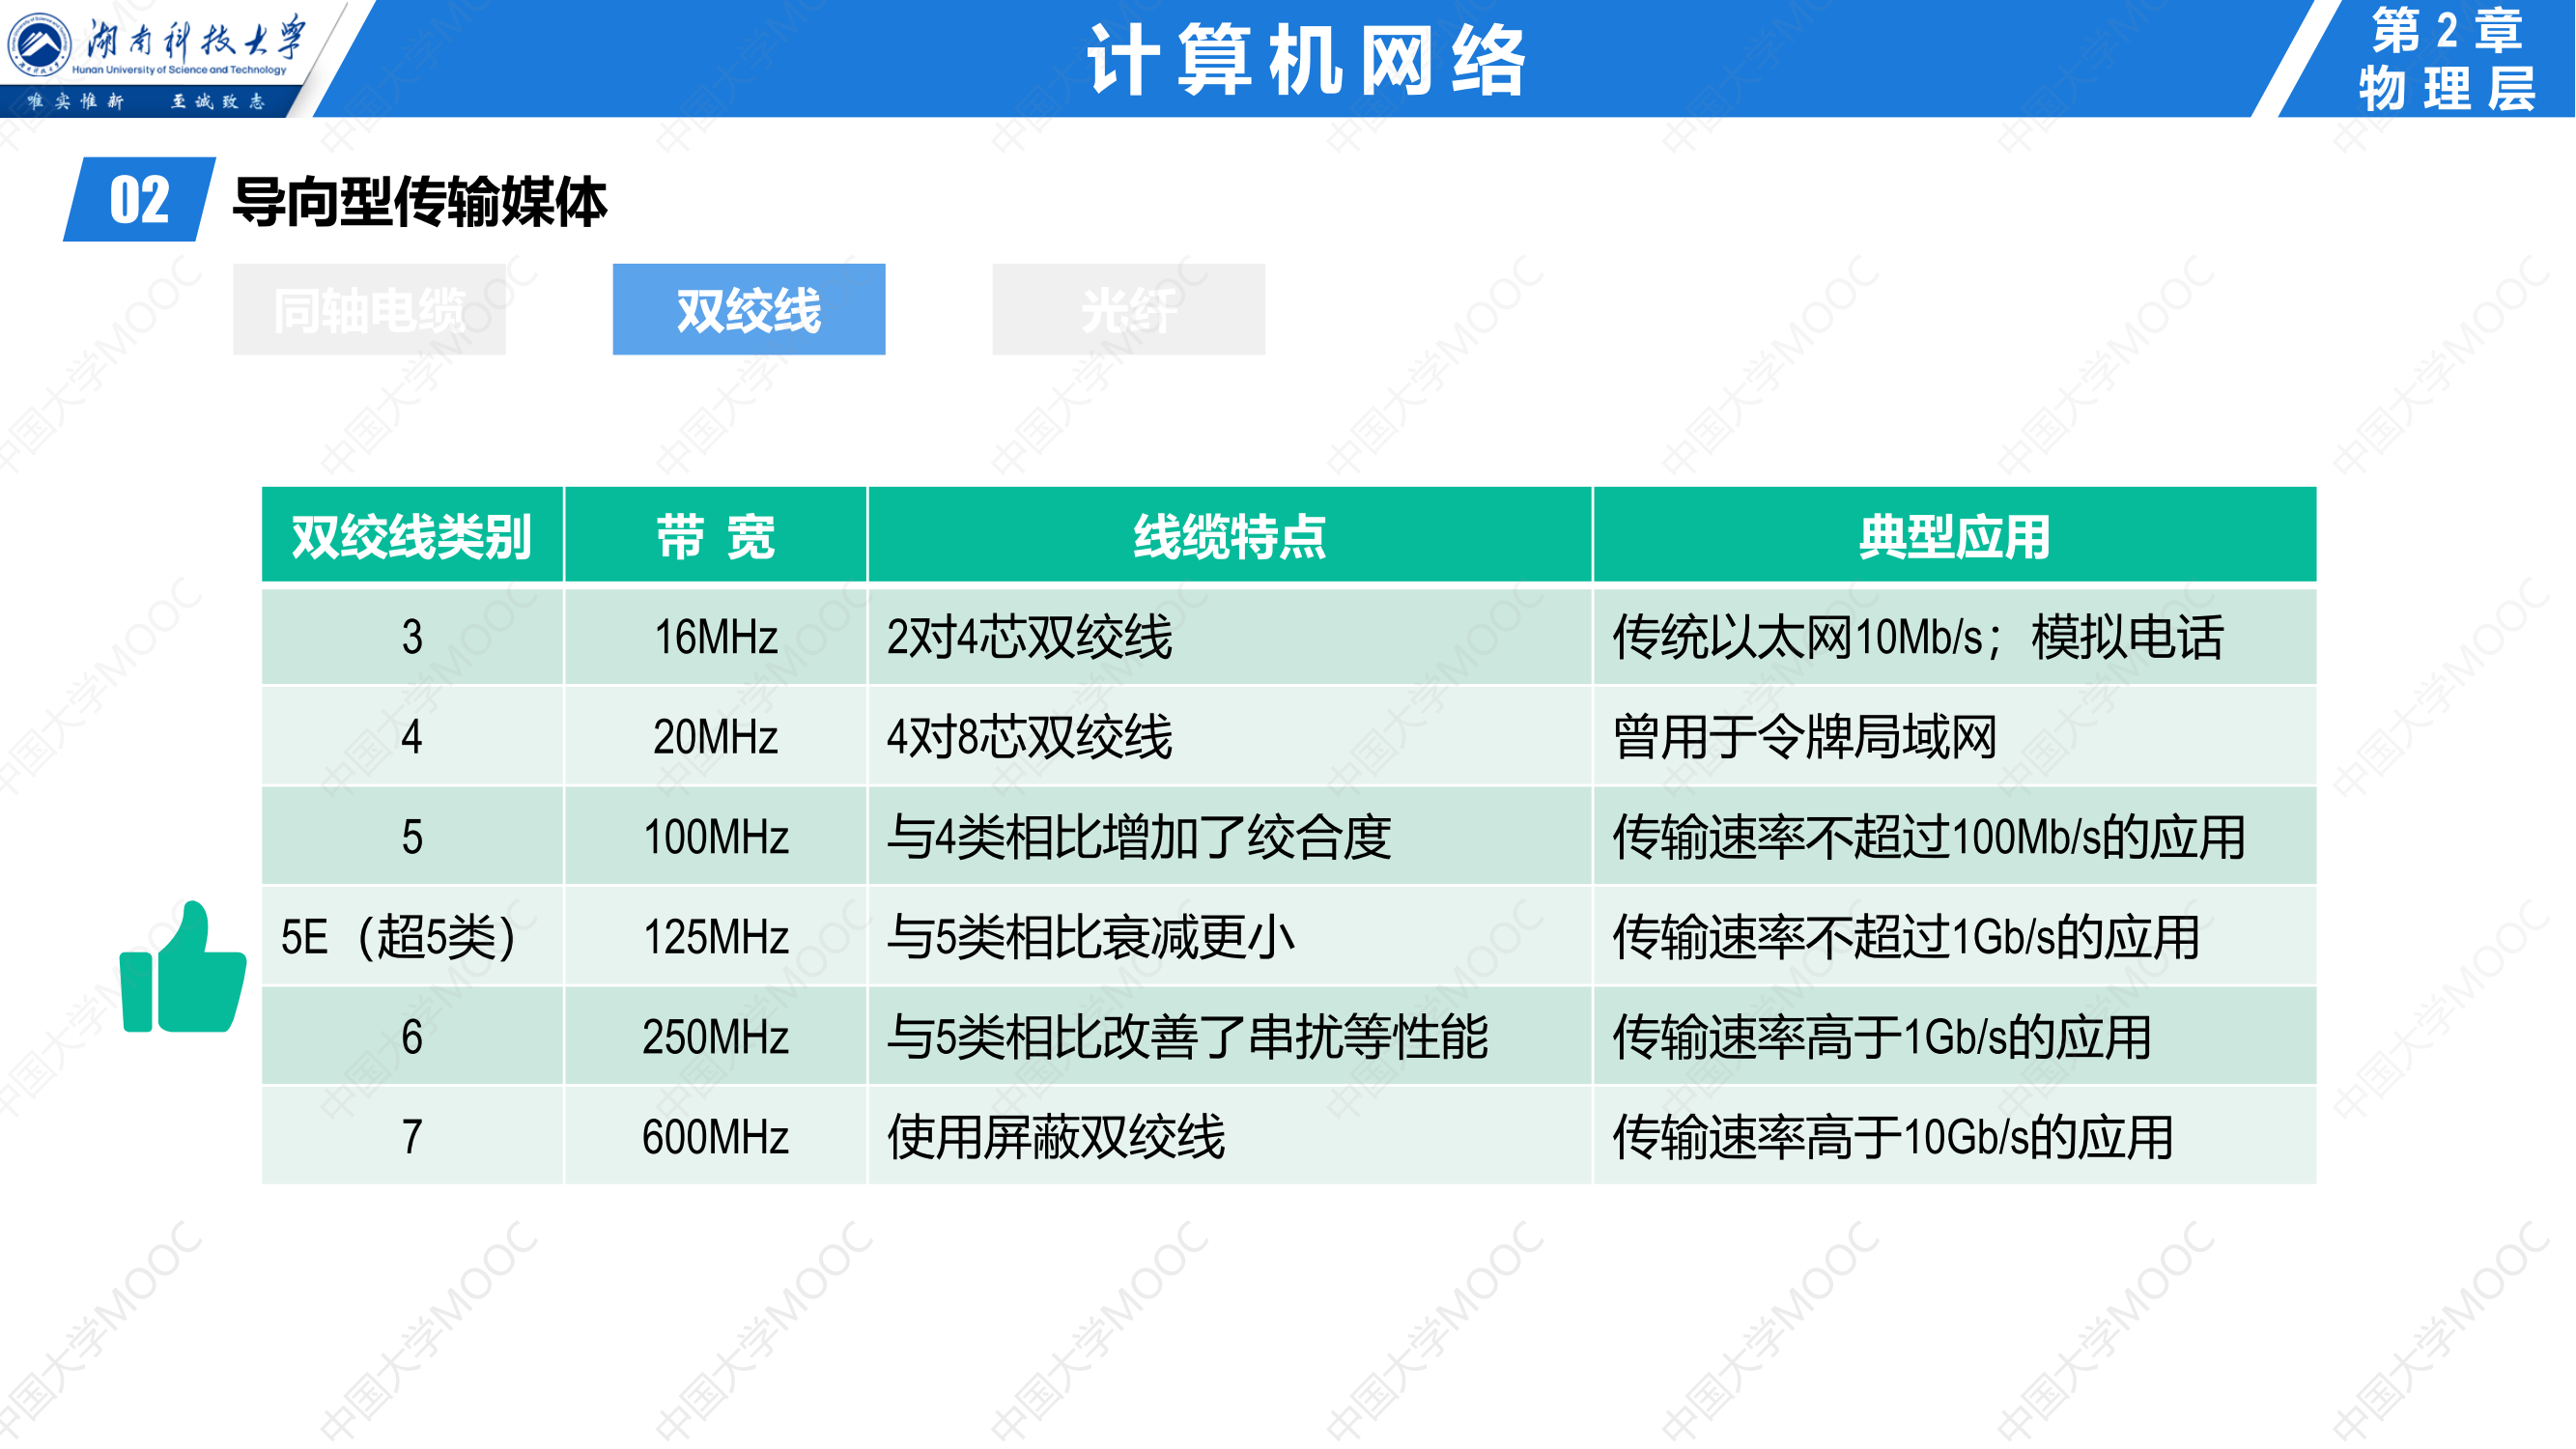 湖南科技大学
Hunan University of Science and Technology
唯实惟新 至诚致志
计算机网络
第2章
物理层
02 导向型传输媒体
同轴电缆 双绞线 光纤
双绞线类别 带 宽 线缆特点 典型应用
3 16MHz 2对4芯双绞线 传统以太网10Mb/s；模拟电话
4 20MHz 4对8芯双绞线 曾用于令牌局域网
5 100MHz 与4类相比增加了绞合度 传输速率不超过100Mb/s的应用
5E（超5类） 125MHz 与5类相比衰减更小 传输速率不超过1Gb/s的应用
6 250MHz 与5类相比改善了串扰等性能 传输速率高于1Gb/s的应用
7 600MHz 使用屏蔽双绞线 传输速率高于10Gb/s的应用
中国大学MOOC